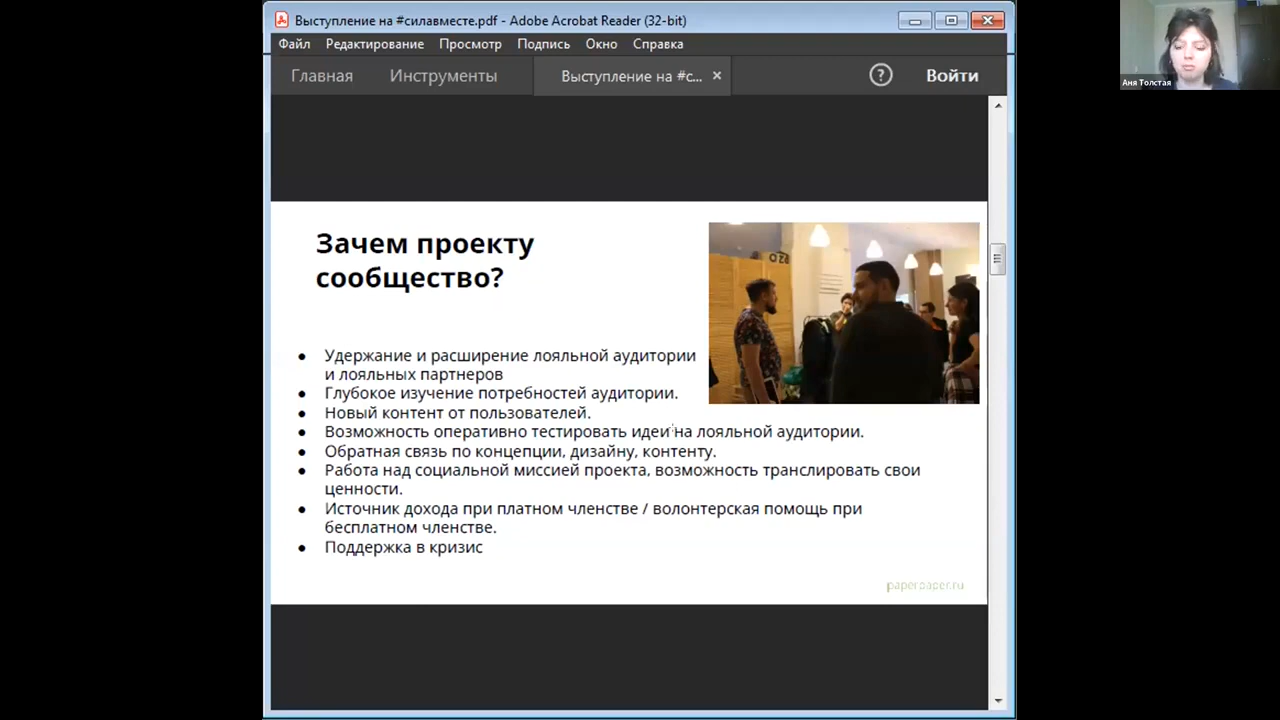 Выступление на #силавместе.pdf - Adobe Acrobat Reader (32-bit)
Файл Редактирование Просмотр Подпись Окно Справка
Главная Инструменты Выступление на #с... × ? Войти
Аня Толстая
Зачем проекту
сообщество?
● Удержание и расширение лояльной аудитории
и лояльных партнеров
● Глубокое изучение потребностей аудитории.
● Новый контент от пользователей.
● Возможность оперативно тестировать идеи на лояльной аудитории.
● Обратная связь по концепции, дизайну, контенту.
● Работа над социальной миссией проекта, возможность транслировать свои
ценности.
● Источник дохода при платном членстве / волонтерская помощь при
бесплатном членстве.
● Поддержка в кризис
paperpaper.ru